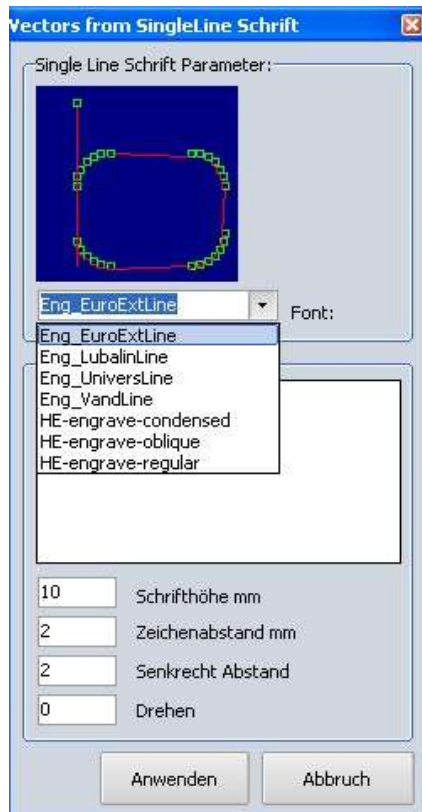 Vectors from SingleLine Schrift
Single Line Schrift Parameter:
Eng_EuroExtLine
Font:
Eng_EuroExtLine
Eng_LubalinLine
Eng_UniversLine
Eng_VandLine
HE-engrave-condensed
HE-engrave-oblique
HE-engrave-regular
10 Schrifthöhe mm
2 Zeichenabstand mm
2 Senkrecht Abstand
0 Drehen
Anwenden Abbruch